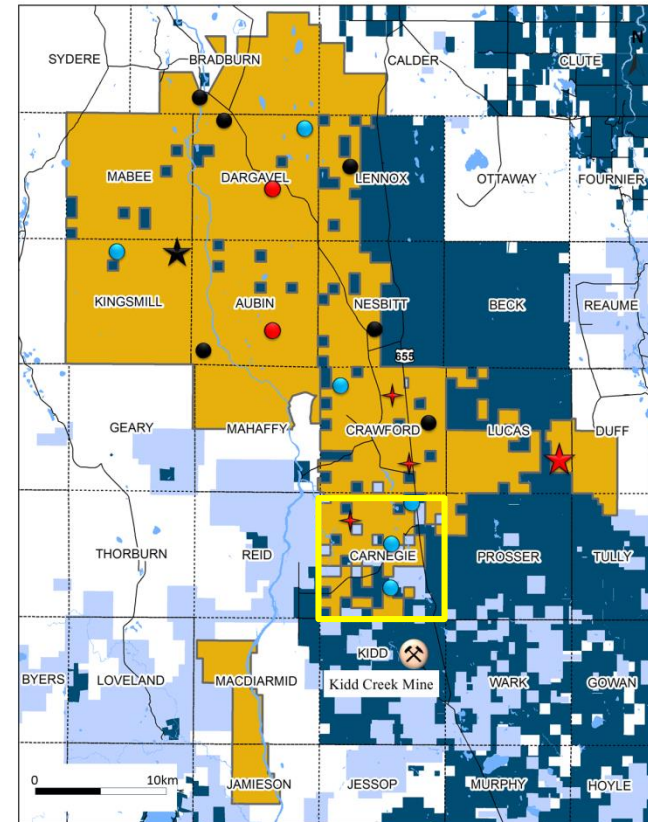 SYDERE
BRADBURN
CALDER
CLUTE
N
MABEE
DARGAVEL
LENNOX
OTTAWAY
FOURNIER
KINGSMILL
AUBIN
NESBITT
BECK
REAUME
655
GEARY
MAHAFFY
CRAWFORD
LUCAS
DUFF
THORBURN
REID
CARNEGIE
PROSSER
TULLY
BYERS
LOVELAND
MACDIARMID
KIDD
WARK
GOWAN
Kidd Creek Mine
0 10km
JAMIESON
JESSOP
MURPHY
HOYLE